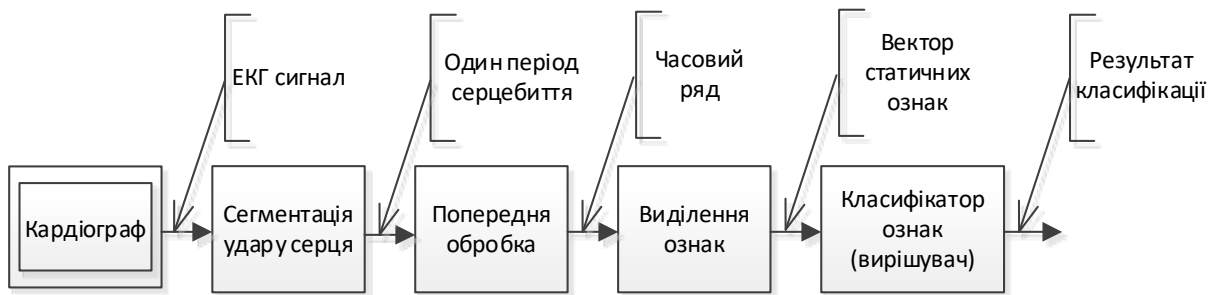 ЕКГ сигнал
Один період
серцебиття
Часовий
ряд
Вектор
статичних
ознак
Результат
класифікації
Кардіограф
Сегментація
удару серця
Попередня
обробка
Виділення
ознак
Класифікатор
ознак
(вирішувач)